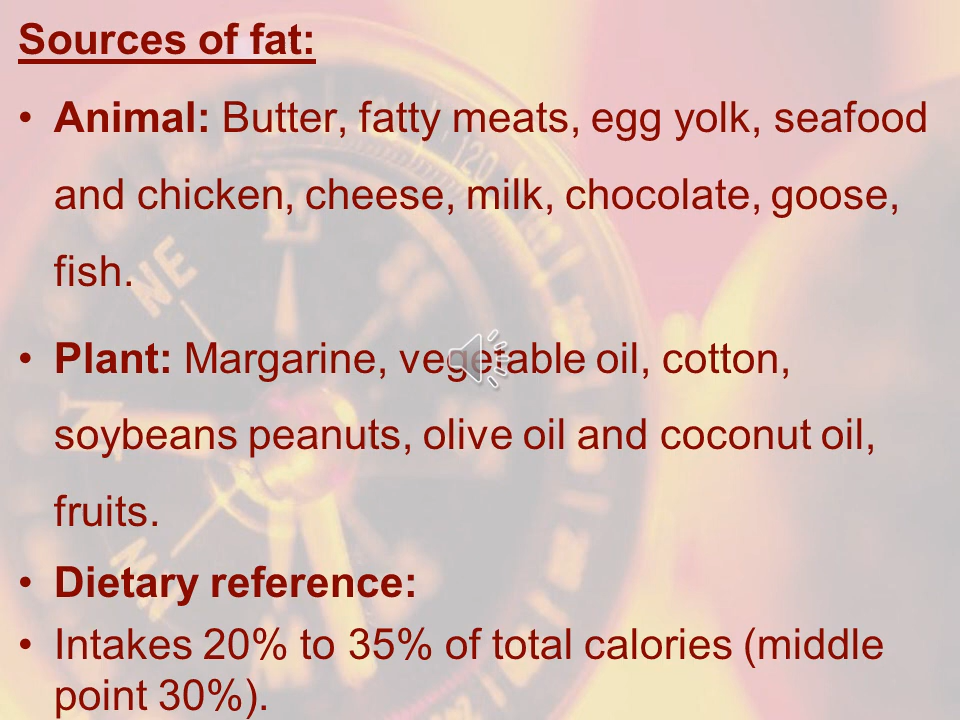 Sources of fat:
• Animal: Butter, fatty meats, egg yolk, seafood
and chicken, cheese, milk, chocolate, goose,
fish.
• Plant: Margarine, vegetable oil, cotton,
soybeans peanuts, olive oil and coconut oil,
fruits.
• Dietary reference:
• Intakes 20% to 35% of total calories (middle
point 30%).
NE
E
120
N